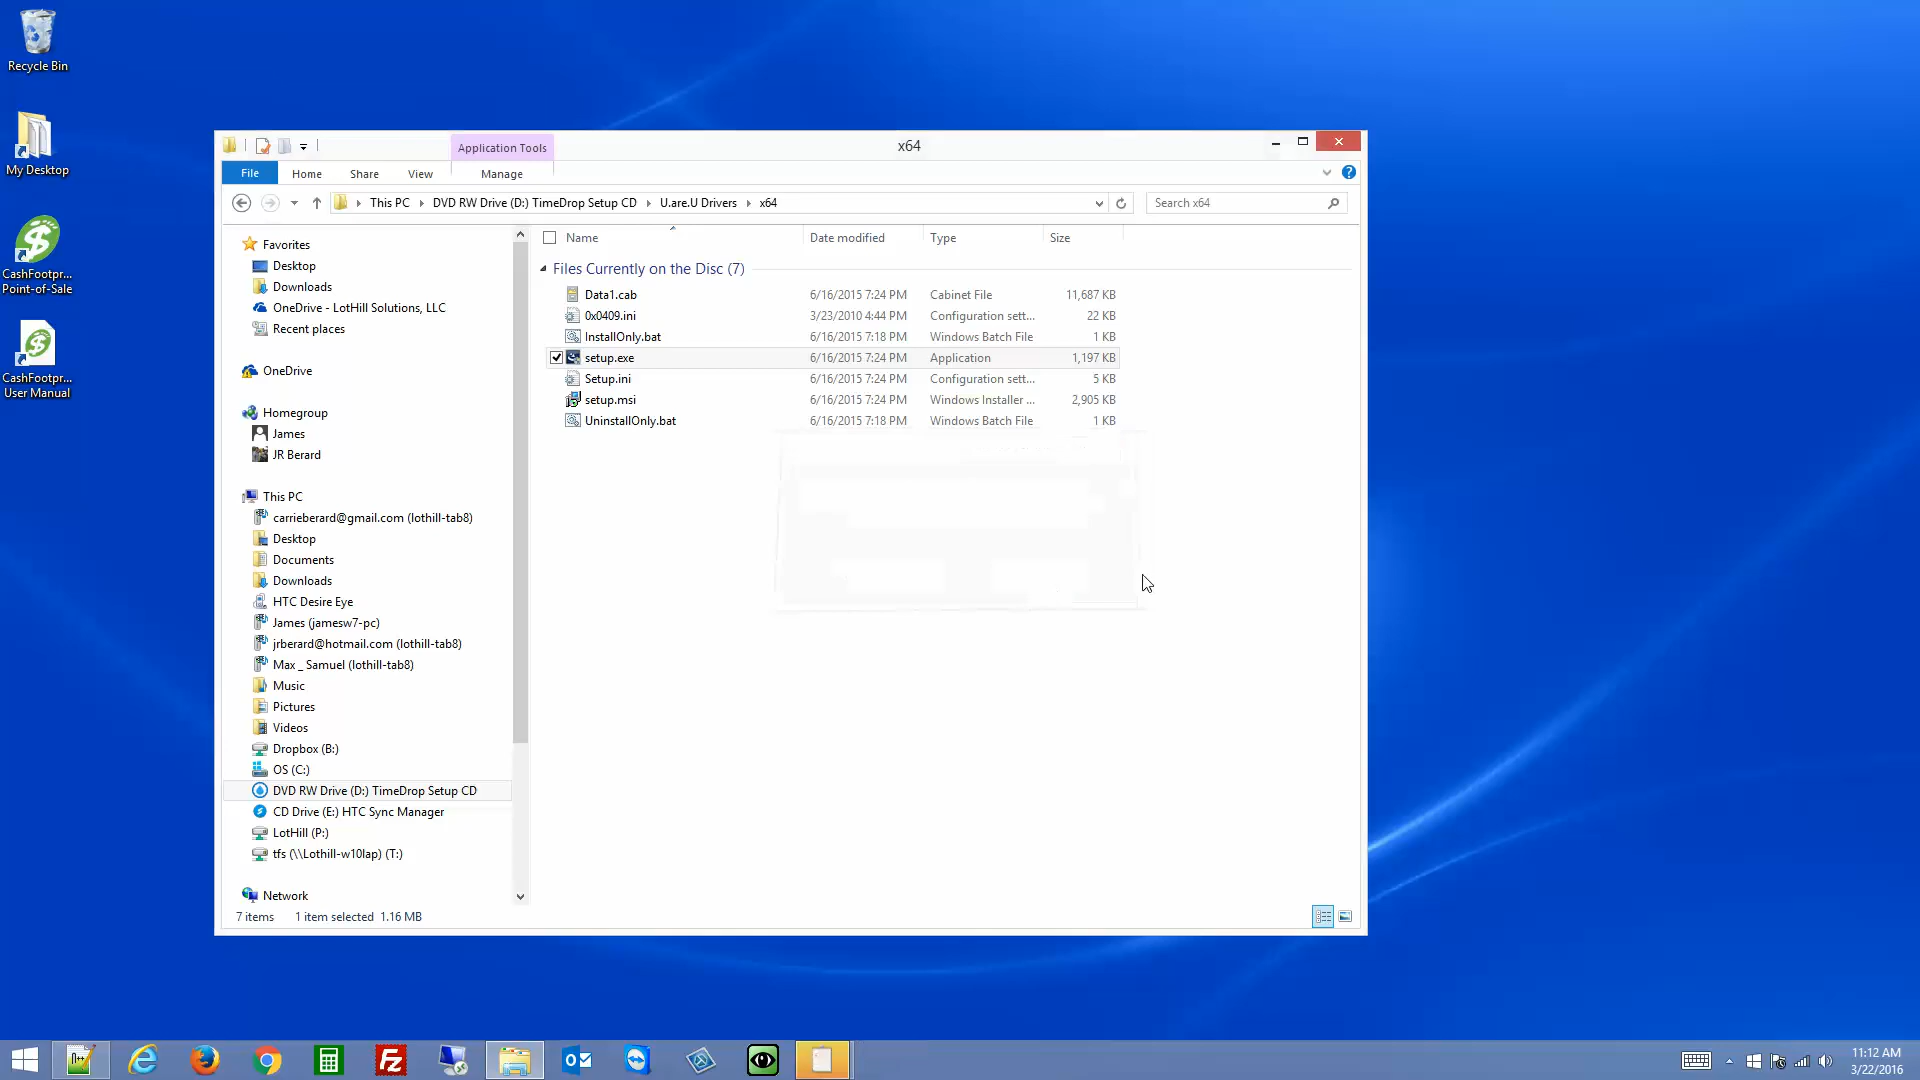 Recycle Bin
My Desktop
CashFootpr...
Point-of-Sale
CashFootpr...
User Manual
Application Tools
x64
File
Home
Share
View
Manage
This PC
DVD RW Drive (D:) TimeDrop Setup CD
U.are.U Drivers
x64
Search x64
Favorites
Desktop
Downloads
OneDrive - LotHill Solutions, LLC
Recent places
OneDrive
Homegroup
James
JR Berard
This PC
carrieberard@gmail.com (lothill-tab8)
Desktop
Documents
Downloads
HTC Desire Eye
James (jamesw7-pc)
jrberard@hotmail.com (lothill-tab8)
Max _ Samuel (lothill-tab8)
Music
Pictures
Videos
Dropbox (B:)
OS (C:)
DVD RW Drive (D:) TimeDrop Setup CD
CD Drive (E:) HTC Sync Manager
LotHill (P:)
tfs (\\Lothill-w10lap) (T:)
Network
Name Date modified Type Size
Files Currently on the Disc (7)
Data1.cab 6/16/2015 7:24 PM Cabinet File 11,687 KB
0x0409.ini 3/23/2010 4:44 PM Configuration sett... 22 KB
InstallOnly.bat 6/16/2015 7:18 PM Windows Batch File 1 KB
setup.exe 6/16/2015 7:24 PM Application 1,197 KB
Setup.ini 6/16/2015 7:24 PM Configuration sett... 5 KB
setup.msi 6/16/2015 7:24 PM Windows Installer ... 2,905 KB
UninstallOnly.bat 6/16/2015 7:18 PM Windows Batch File 1 KB
7 items 1 item selected 1.16 MB
11:12 AM
3/22/2016